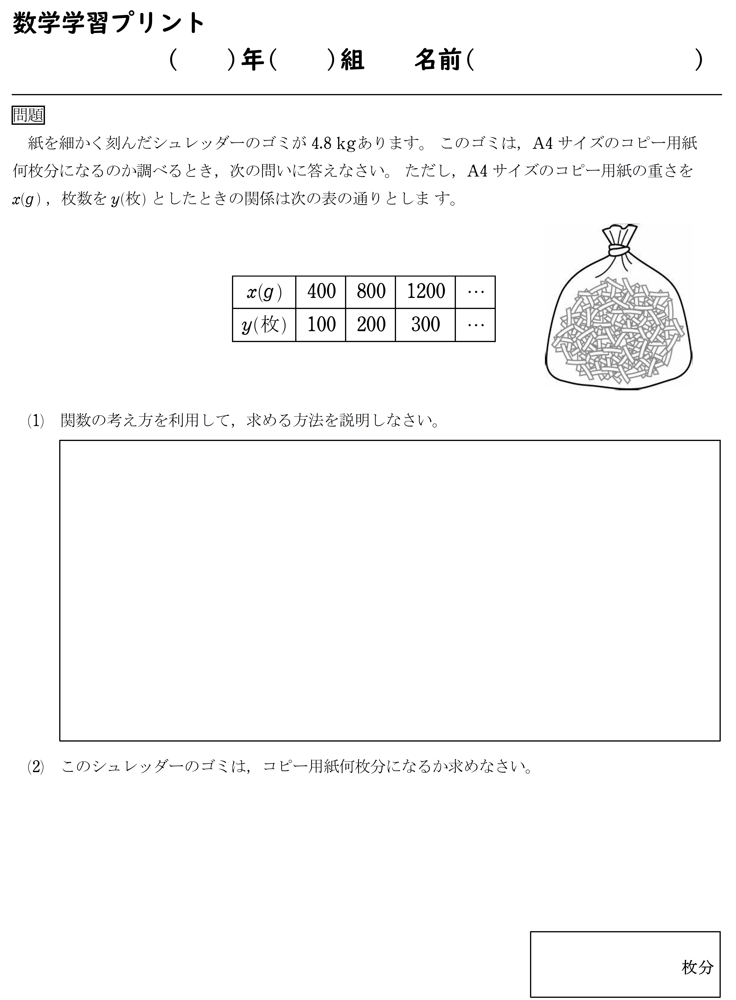 数学学習プリント
(　　)年(　　)組　　名前(　　　　　　　　　)
問題
紙を細かく刻んだシュレッダーのゴミが 4.8 kgあります。 このゴミは，A4 サイズのコピー用紙
何枚分になるのか調べるとき，次の問いに答えなさい。 ただし，A4 サイズのコピー用紙の重さを
x(g) ，枚数を y(枚) としたときの関係は次の表の通りとしま す。
x(g) 400 800 1200 …
y(枚) 100 200 300 …
(1)　関数の考え方を利用して，求める方法を説明しなさい。
(2)　このシュレッダーのゴミは，コピー用紙何枚分になるか求めなさい。
枚分